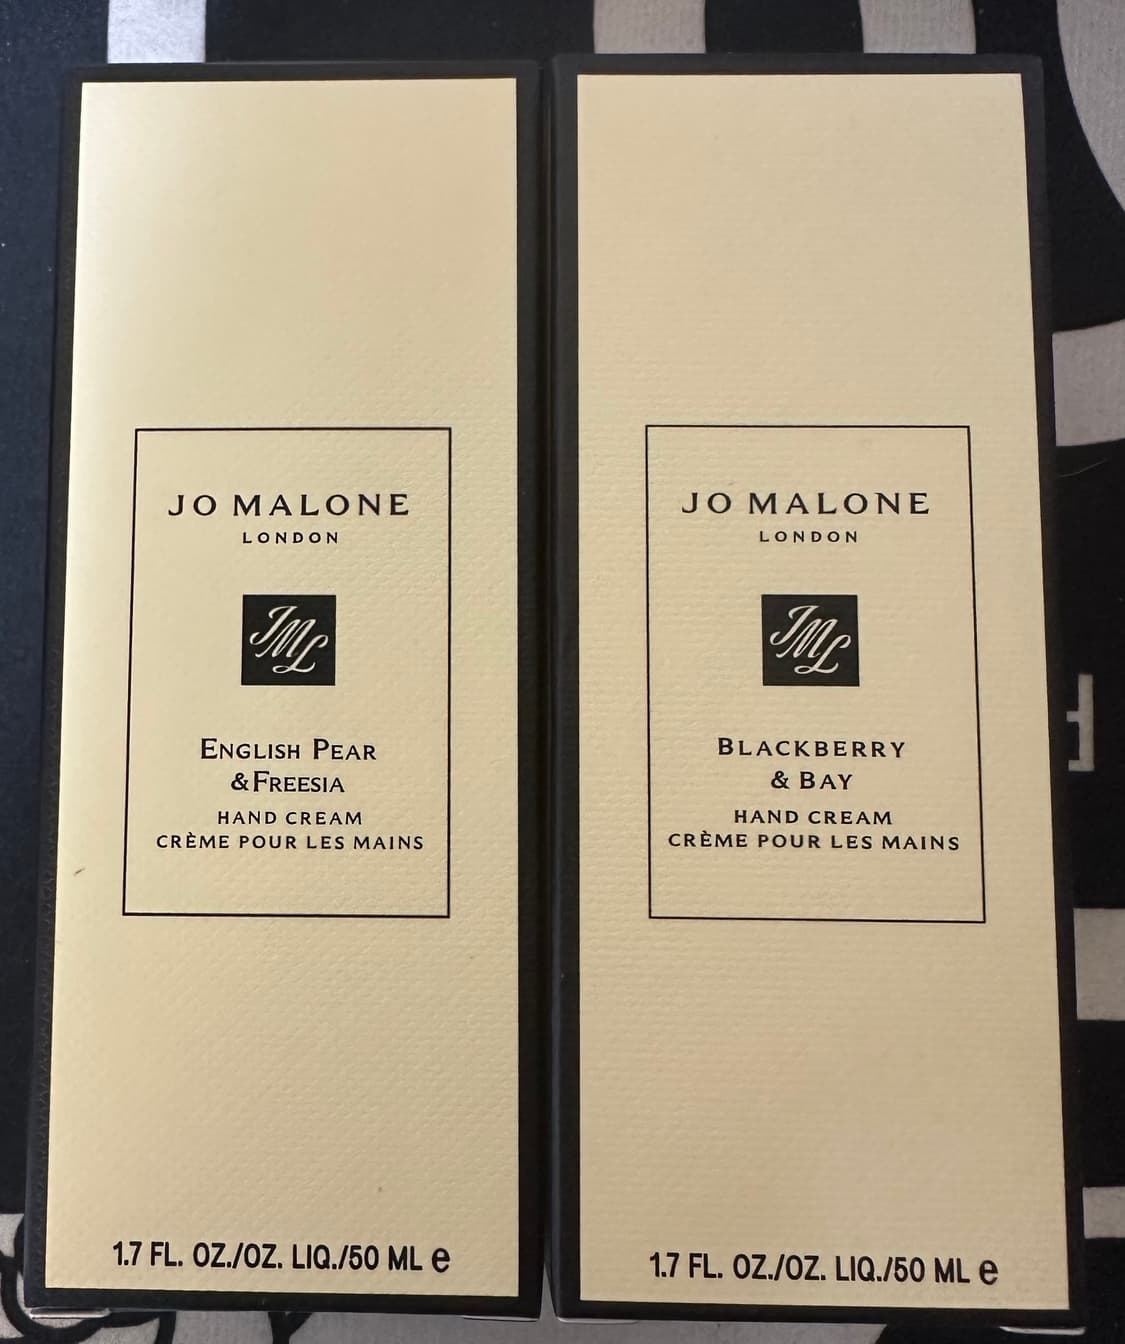 JO MALONE
LONDON
JML
ENGLISH PEAR
&FREESIA
HAND CREAM
CRÈME POUR LES MAINS
1.7 FL. OZ./OZ. LIQ./50 ML e
JO MALONE
LONDON
JML
BLACKBERRY
& BAY
HAND CREAM
CRÈME POUR LES MAINS
1.7 FL. OZ./OZ. LIQ./50 ML e